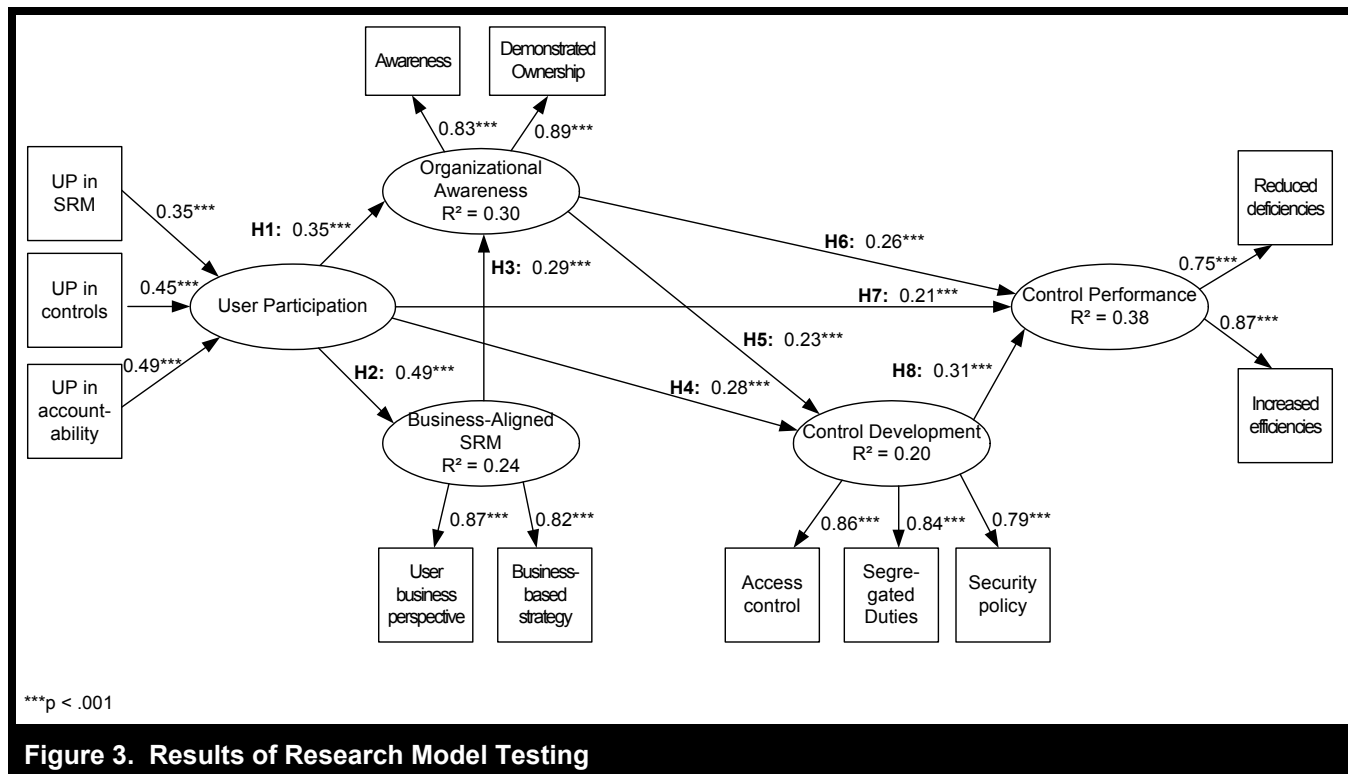 Awareness
Demonstrated
Ownership
0.83***
0.89***
UP in
SRM
Organizational
Awareness
R² = 0.30
Reduced
deficiencies
0.35***
H1: 0.35***
H6: 0.26***
0.75***
UP in
controls
0.45***
H3: 0.29***
User Participation
H7: 0.21***
Control Performance
R² = 0.38
0.87***
UP in
account-
ability
0.49***
H2: 0.49***
H5: 0.23***
H4: 0.28***
H8: 0.31***
Increased
efficiencies
Business-Aligned
SRM
R² = 0.24
Control Development
R² = 0.20
0.87***
0.82***
0.86***
0.84***
0.79***
User
business
perspective
Business-
based
strategy
Access
control
Segre-
gated
Duties
Security
policy
***p < .001
Figure 3. Results of Research Model Testing